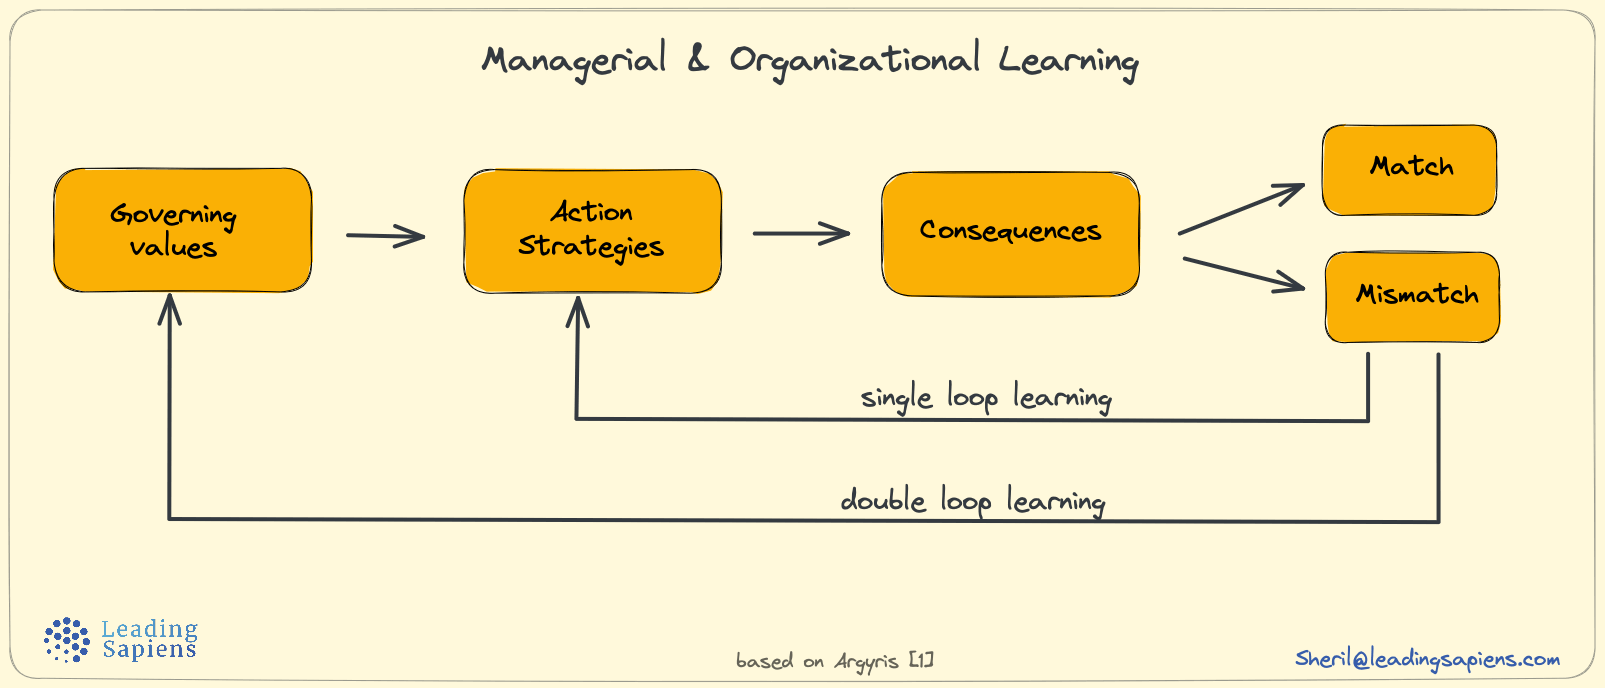 Managerial & Organizational Learning
Governing
values
Action
Strategies
Consequences
Match
Mismatch
single loop learning
double loop learning
Leading
Sapiens
based on Argyris [1]
Sheril@leadingsapiens.com